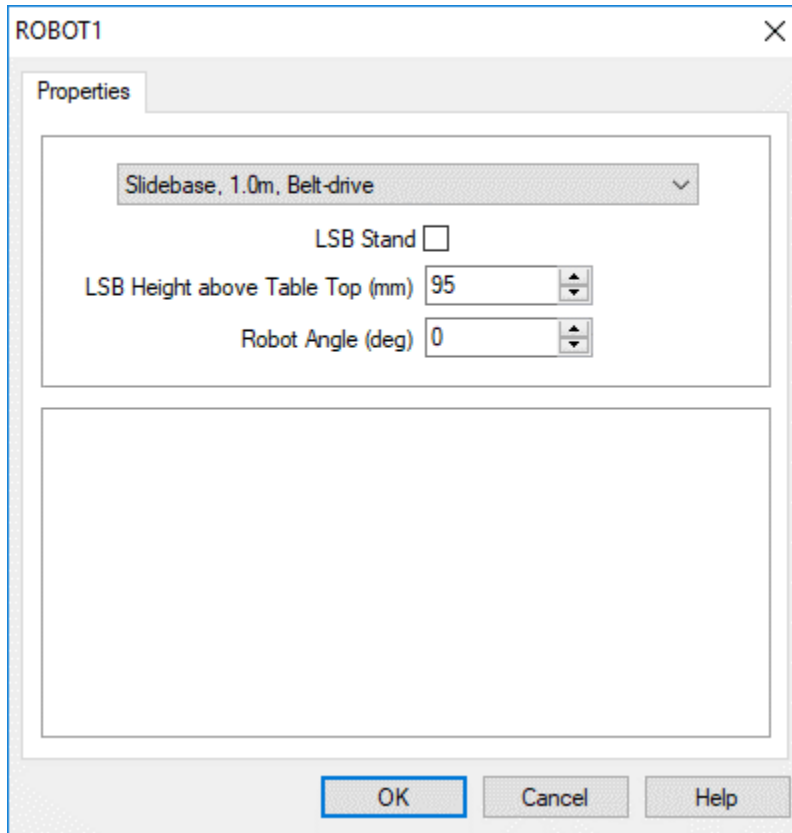 ROBOT1
Properties
Slidebase, 1.0m, Belt-drive
LSB Stand
LSB Height above Table Top (mm) 95
Robot Angle (deg) 0
OK Cancel Help